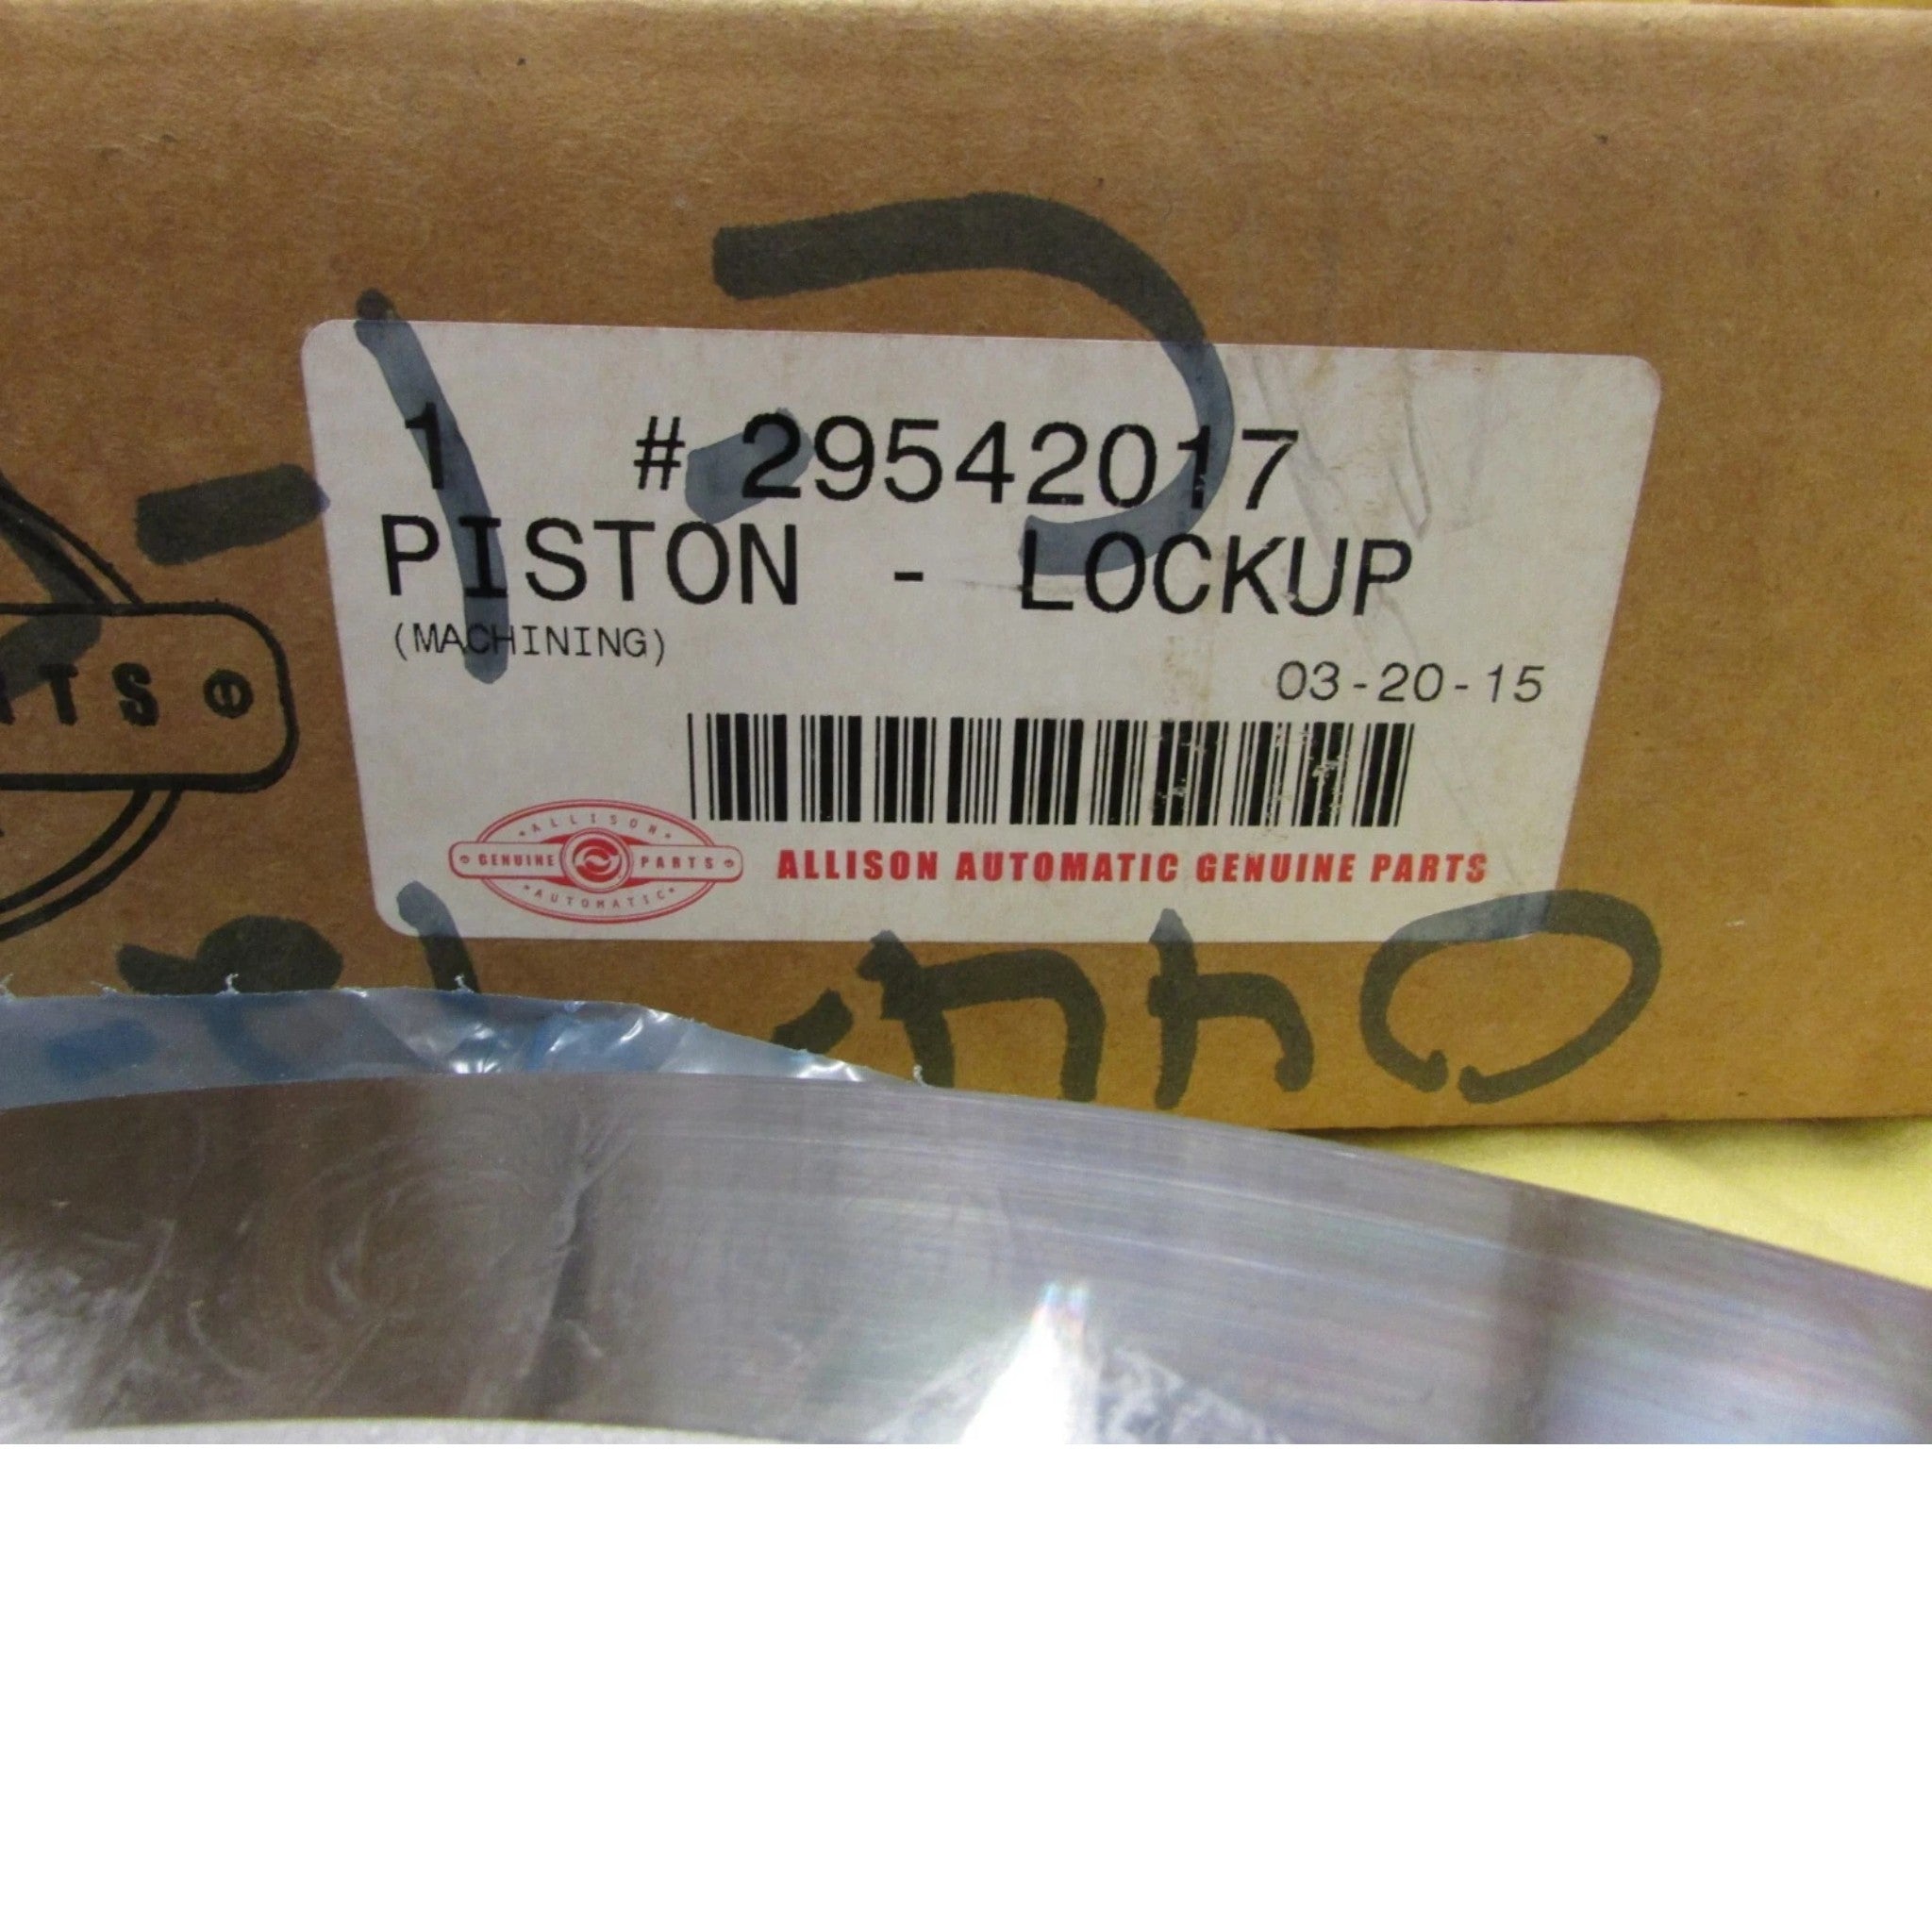 1 # 29542017
PISTON - LOCKUP
(MACHINING)
03-20-15
ALLISON
GENUINE PARTS
AUTOMATIC
ALLISON AUTOMATIC GENUINE PARTS